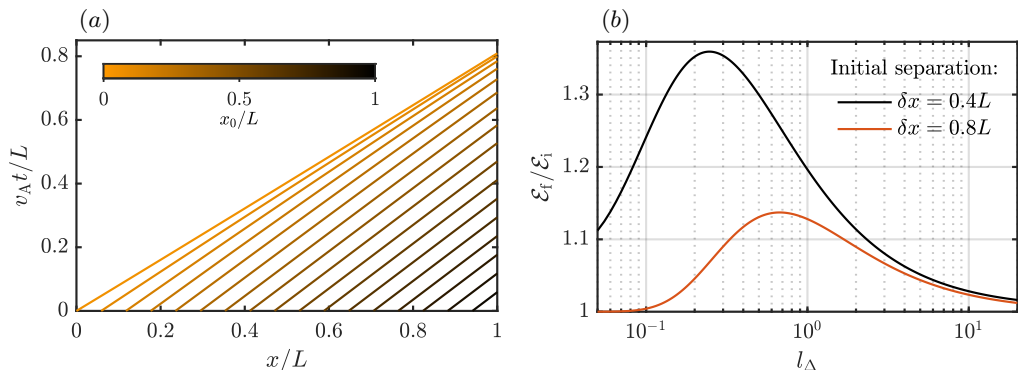 (a)
0.8
0.6
0.4
0.2
0
v_A t/L
0 0.5 1
x_0/L
0 0.2 0.4 0.6 0.8 1
x/L
(b)
Initial separation:
δx = 0.4L
δx = 0.8L
1.3
1.2
1.1
1
ℰ_f/ℰ_i
10^{-1} 10^0 10^1
l_Δ